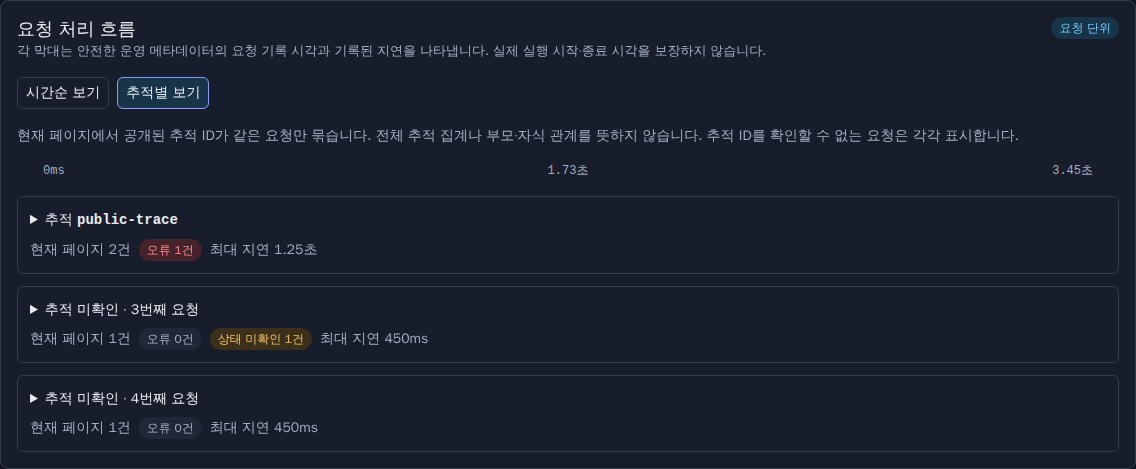 요청 처리 흐름
요청 단위
각 막대는 안전한 운영 메타데이터의 요청 기록 시각과 기록된 지연을 나타냅니다. 실제 실행 시작·종료 시각을 보장하지 않습니다.
시간순 보기 추적별 보기
현재 페이지에서 공개된 추적 ID가 같은 요청만 묶습니다. 전체 추적 집계나 부모·자식 관계를 뜻하지 않습니다. 추적 ID를 확인할 수 없는 요청은 각각 표시합니다.
0ms 1.73초 3.45초
▶ 추적 public-trace
현재 페이지 2건 오류 1건 최대 지연 1.25초
▶ 추적 미확인 · 3번째 요청
현재 페이지 1건 오류 0건 상태 미확인 1건 최대 지연 450ms
▶ 추적 미확인 · 4번째 요청
현재 페이지 1건 오류 0건 최대 지연 450ms